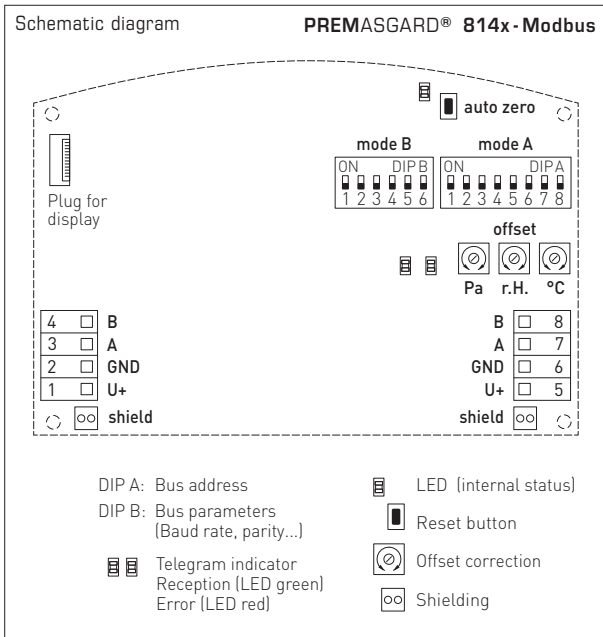 Schematic diagram PREMASGARD® 814x-Modbus
auto zero
mode B mode A
ON DIP B ON DIP A
1 2 3 4 5 6 1 2 3 4 5 6 7 8
Plug for
display
offset
Pa r.H. °C
4 B B 8
3 A A 7
2 GND GND 6
1 U+ U+ 5
shield shield
DIP A: Bus address
DIP B: Bus parameters
(Baud rate, parity...)
Telegram indicator
Reception (LED green)
Error (LED red)
LED (internal status)
Reset button
Offset correction
Shielding